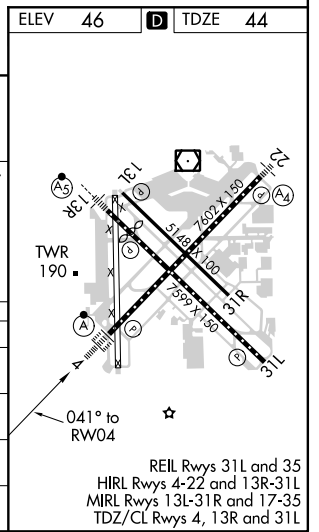 ELEV 46 D TDZE 44
22
13L
A5
13R
P
P
P A4
7602 X 150
5148 X 100
TWR
190
31R
7599 X 150
A
P
P
4
31L
041° to
RW04
REIL Rwys 31L and 35
HIRL Rwys 4-22 and 13R-31L
MIRL Rwys 13L-31R and 17-35
TDZ/CL Rwys 4, 13R and 31L